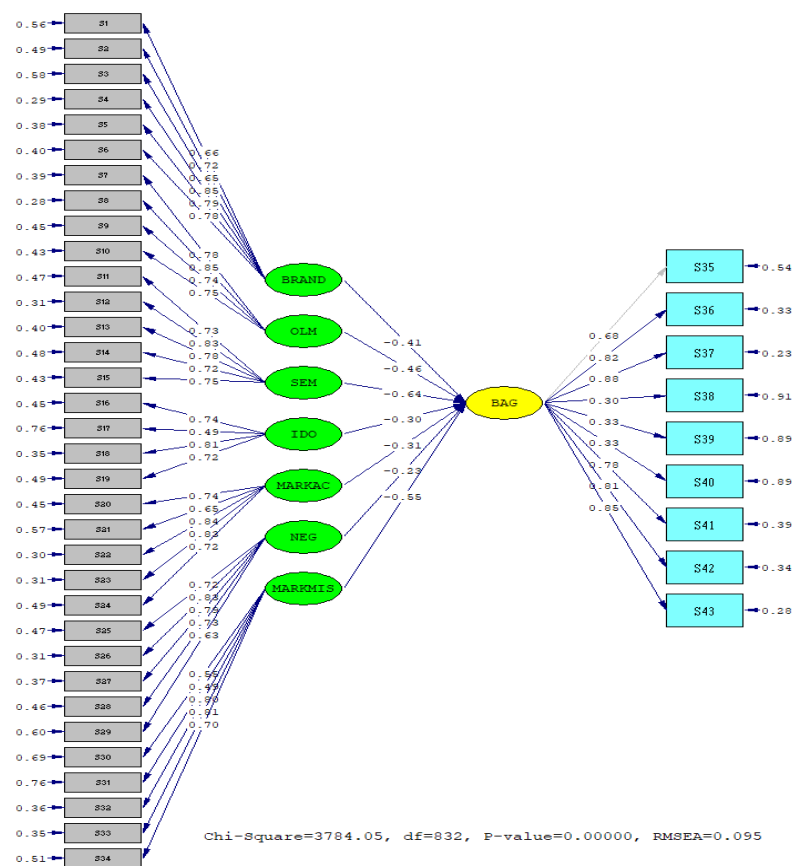 0.56 S1
0.49 S2
0.58 S3
0.29 S4
0.38 S5
0.40 S6
0.39 S7
0.28 S8
0.45 S9
0.43 S10
0.47 S11
0.31 S12
0.40 S13
0.48 S14
0.43 S15
0.45 S16
0.76 S17
0.35 S18
0.49 S19
0.45 S20
0.57 S21
0.30 S22
0.31 S23
0.49 S24
0.47 S25
0.31 S26
0.37 S27
0.46 S28
0.60 S29
0.69 S30
0.76 S31
0.36 S32
0.35 S33
0.51 S34
0.66
0.72
0.65
0.85
0.79
0.78
0.78
0.85
0.74
0.75
0.73
0.83
0.78
0.72
0.75
0.74
0.49
0.81
0.72
0.74
0.65
0.84
0.83
0.72
0.72
0.83
0.79
0.73
0.63
0.55
0.49
0.80
0.81
0.70
BRAND
OLM
SEM
IDO
MARKAC
NEG
MARKMIS
-0.41
-0.46
-0.64
-0.30
-0.31
-0.23
-0.55
BAG
0.68
0.82
0.88
0.30
0.33
0.33
0.78
0.81
0.85
S35 0.54
S36 0.33
S37 0.23
S38 0.91
S39 0.89
S40 0.89
S41 0.39
S42 0.34
S43 0.28
Chi-Square=3784.05, df=832, P-value=0.00000, RMSEA=0.095